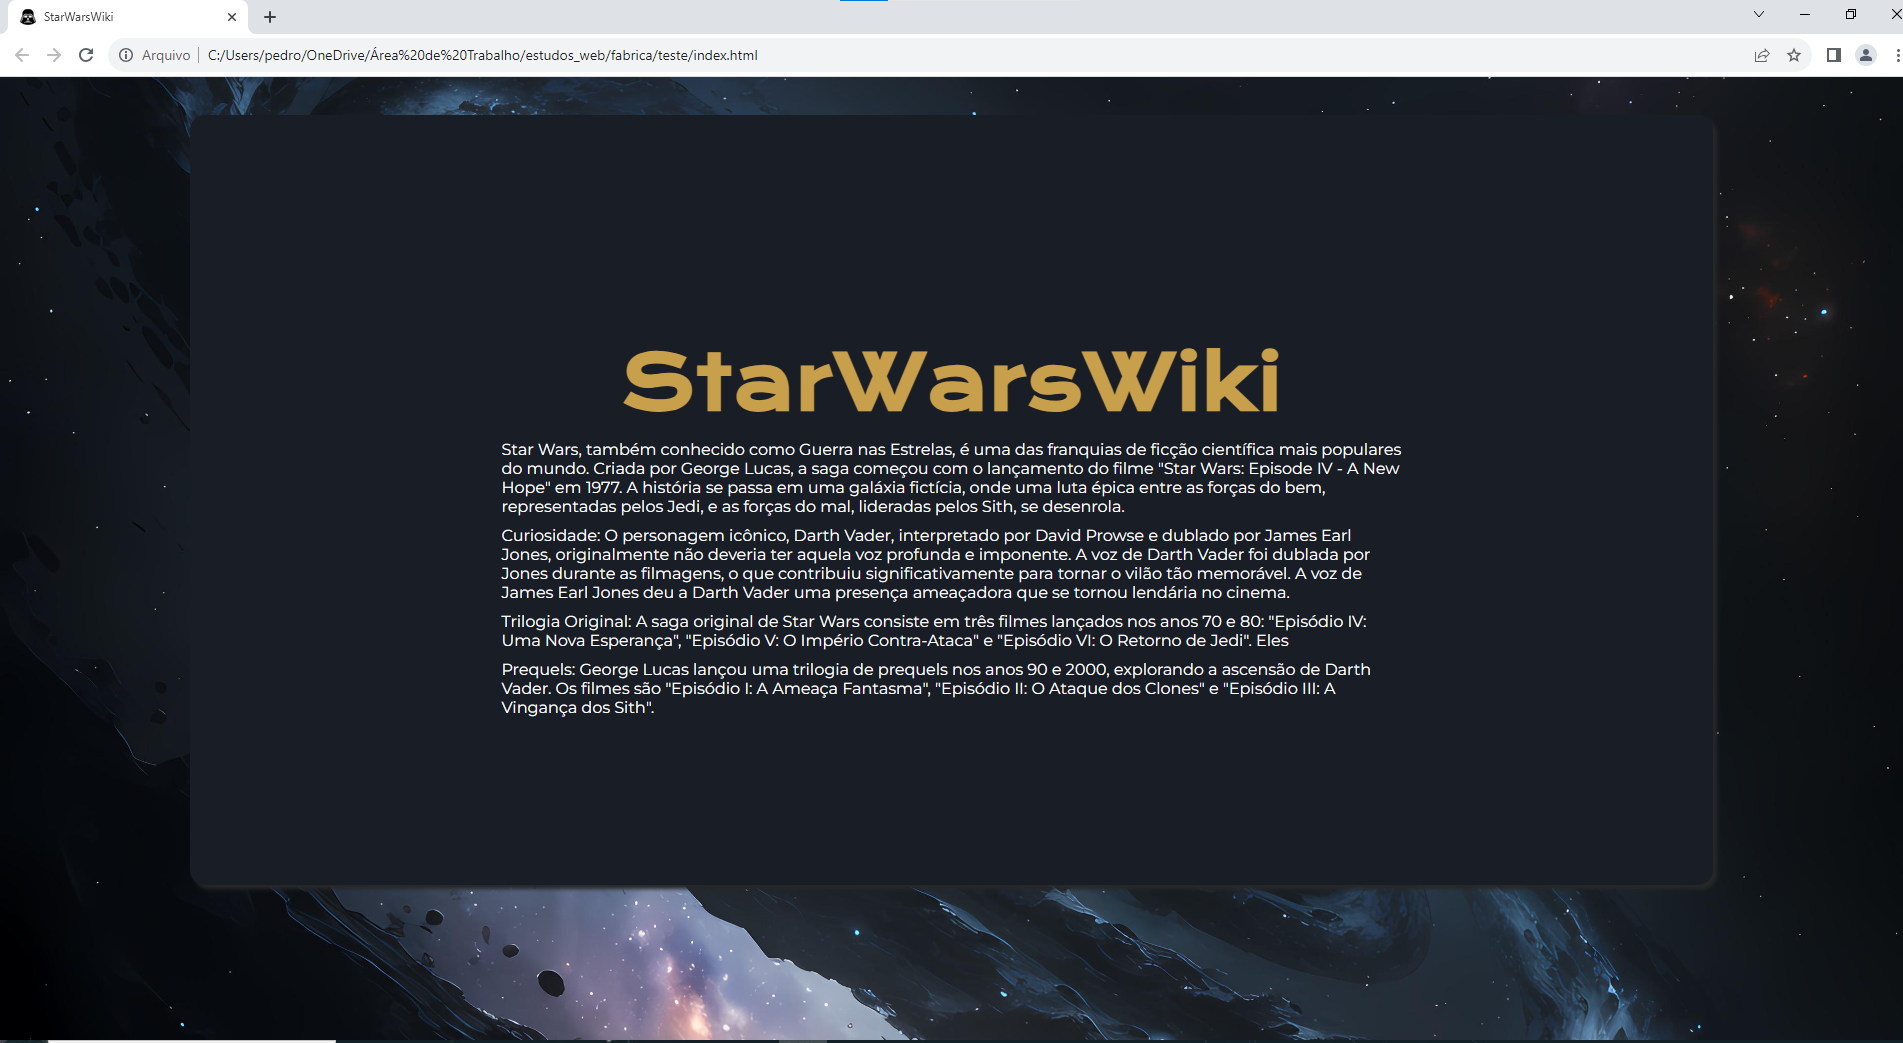 StarWarsWiki
Arquivo
C:/Users/pedro/OneDrive/Área%20de%20Trabalho/estudos_web/fabrica/teste/index.html
StarWarsWiki
Star Wars, também conhecido como Guerra nas Estrelas, é uma das franquias de ficção científica mais populares
do mundo. Criada por George Lucas, a saga começou com o lançamento do filme "Star Wars: Episode IV - A New
Hope" em 1977. A história se passa em uma galáxia fictícia, onde uma luta épica entre as forças do bem,
representadas pelos Jedi, e as forças do mal, lideradas pelos Sith, se desenrola.
Curiosidade: O personagem icônico, Darth Vader, interpretado por David Prowse e dublado por James Earl
Jones, originalmente não deveria ter aquela voz profunda e imponente. A voz de Darth Vader foi dublada por
Jones durante as filmagens, o que contribuiu significativamente para tornar o vilão tão memorável. A voz de
James Earl Jones deu a Darth Vader uma presença ameaçadora que se tornou lendária no cinema.
Trilogia Original: A saga original de Star Wars consiste em três filmes lançados nos anos 70 e 80: "Episódio IV:
Uma Nova Esperança", "Episódio V: O Império Contra-Ataca" e "Episódio VI: O Retorno de Jedi". Eles
Prequels: George Lucas lançou uma trilogia de prequels nos anos 90 e 2000, explorando a ascensão de Darth
Vader. Os filmes são "Episódio I: A Ameaça Fantasma", "Episódio II: O Ataque dos Clones" e "Episódio III: A
Vingança dos Sith".